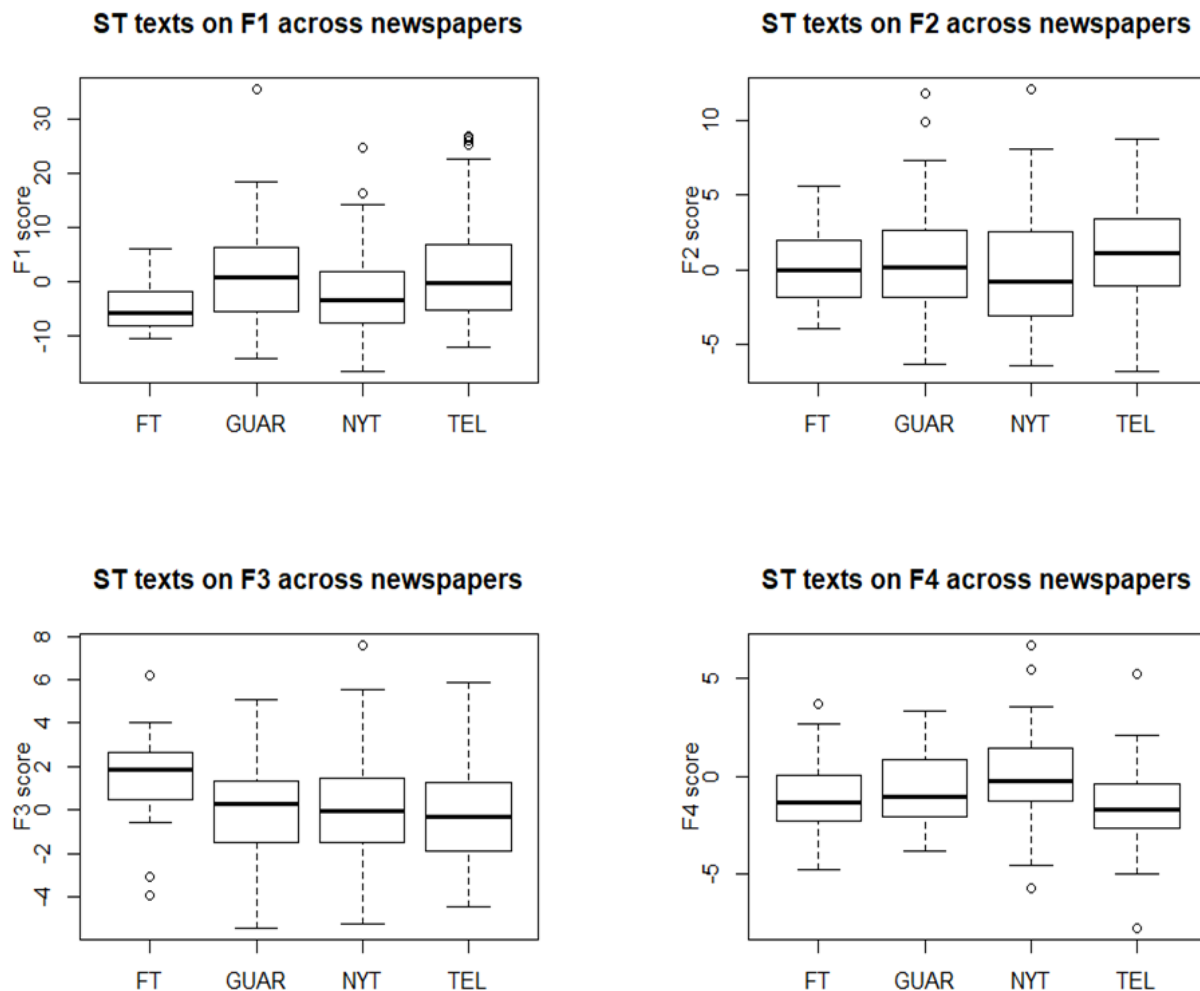 ST texts on F1 across newspapers
F1 score
30
20
10
0
-10
FT GUAR NYT TEL
ST texts on F2 across newspapers
F2 score
10
5
0
-5
FT GUAR NYT TEL
ST texts on F3 across newspapers
F3 score
8
6
4
2
0
-2
-4
FT GUAR NYT TEL
ST texts on F4 across newspapers
F4 score
5
0
-5
FT GUAR NYT TEL